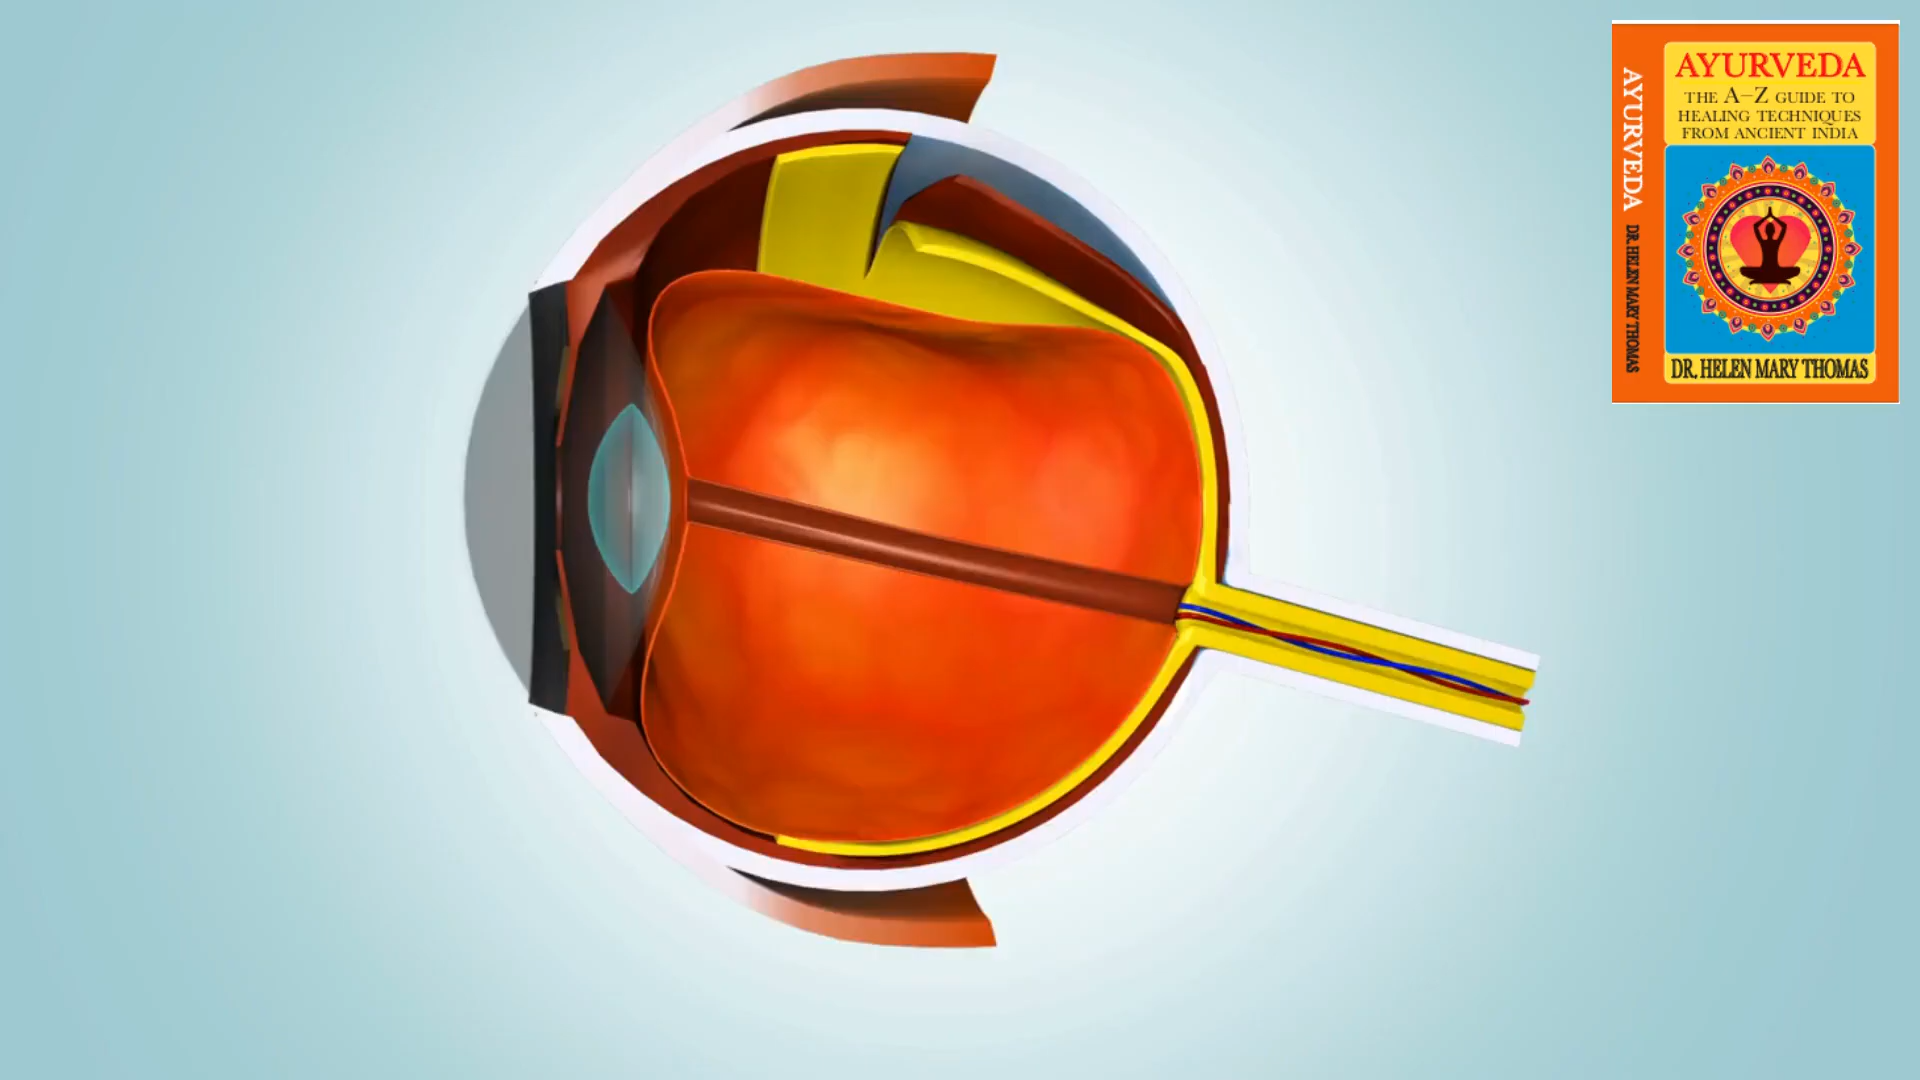 AYURVEDA
THE A–Z GUIDE TO
HEALING TECHNIQUES
FROM ANCIENT INDIA
DR. HELEN MARY THOMAS
AYURVEDA DR. HELEN MARY THOMAS